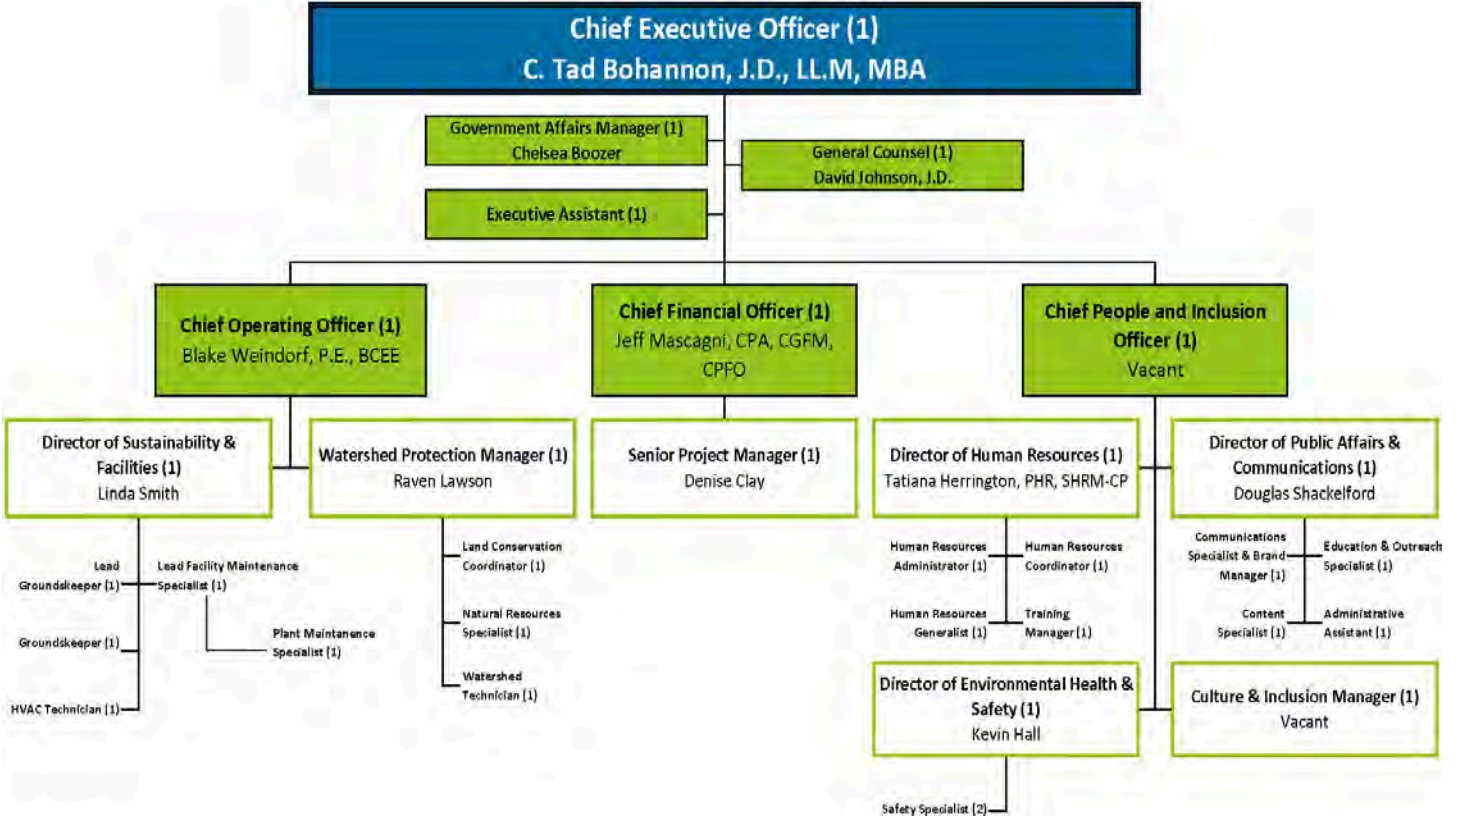 Chief Executive Officer (1)
C. Tad Bohannon, J.D., LL.M, MBA
Government Affairs Manager (1)
Chelsea Boozer
General Counsel (1)
David Johnson, J.D.
Executive Assistant (1)
Chief Operating Officer (1)
Blake Weindorf, P.E., BCEE
Chief Financial Officer (1)
Jeff Mascagni, CPA, CGFM,
CPFO
Chief People and Inclusion
Officer (1)
Vacant
Director of Sustainability &
Facilities (1)
Linda Smith
Watershed Protection Manager (1)
Raven Lawson
Senior Project Manager (1)
Denise Clay
Director of Human Resources (1)
Tatiana Herrington, PHR, SHRM-CP
Director of Public Affairs &
Communications (1)
Douglas Shackelford
Lead
Groundskeeper (1)
Lead Facility Maintenance
Specialist (1)
Groundskeeper (1)
Plant Maintanence
Specialist (1)
HVAC Technician (1)
Land Conservation
Coordinator (1)
Natural Resources
Specialist (1)
Watershed
Technician (1)
Human Resources
Administrator (1)
Human Resources
Coordinator (1)
Human Resources
Generalist (1)
Training
Manager (1)
Communications
Specialist & Brand
Manager (1)
Education & Outreach
Specialist (1)
Content
Specialist (1)
Administrative
Assistant (1)
Director of Environmental Health &
Safety (1)
Kevin Hall
Culture & Inclusion Manager (1)
Vacant
Safety Specialist (2)